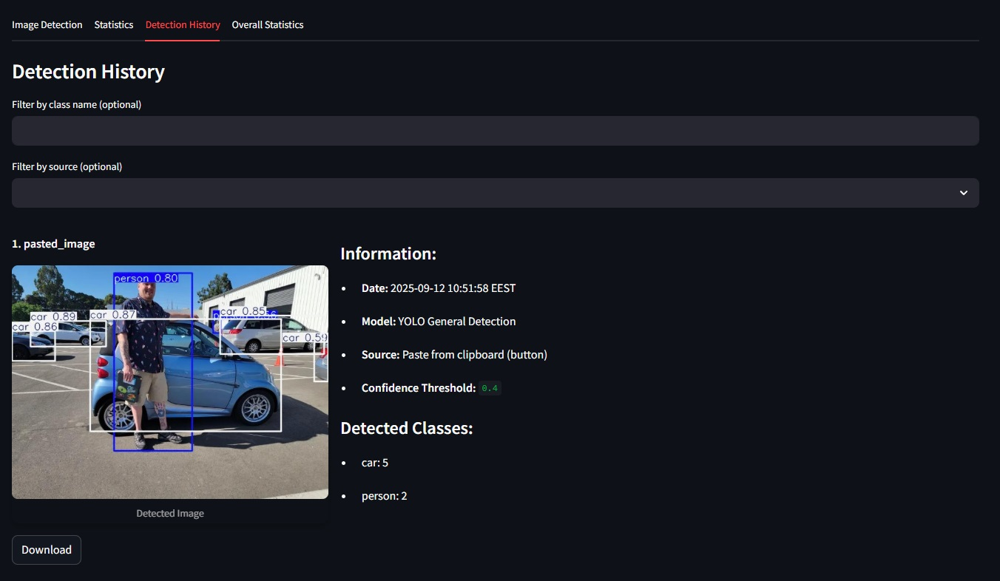 Image Detection Statistics Detection History Overall Statistics
Detection History
Filter by class name (optional)
Filter by source (optional)
1. pasted_image
person 0.80
car 0.85
car 0.87
car 0.89
car 0.86
car 0.59
Detected Image
Download
Information:
• Date: 2025-09-12 10:51:58 EEST
• Model: YOLO General Detection
• Source: Paste from clipboard (button)
• Confidence Threshold: 0.4
Detected Classes:
• car: 5
• person: 2